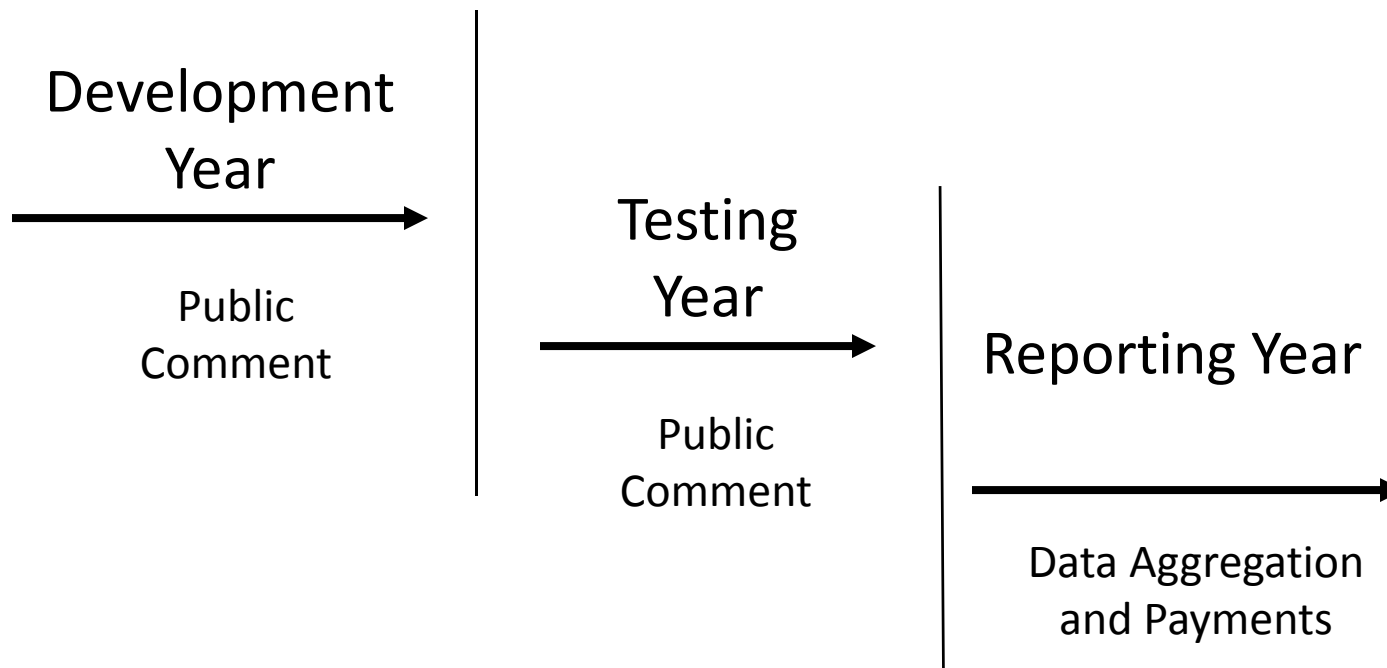 Development
Year
Public
Comment
Testing
Year
Public
Comment
Reporting Year
Data Aggregation
and Payments